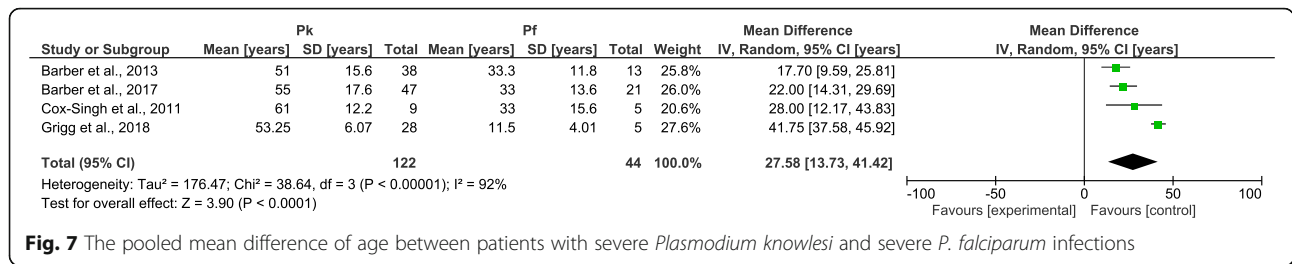 Pk Pf Mean Difference Mean Difference
Study or Subgroup Mean [years] SD [years] Total Mean [years] SD [years] Total Weight IV, Random, 95% CI [years] IV, Random, 95% CI [years]
Barber et al., 2013 51 15.6 38 33.3 11.8 13 25.8% 17.70 [9.59, 25.81]
Barber et al., 2017 55 17.6 47 33 13.6 21 26.0% 22.00 [14.31, 29.69]
Cox-Singh et al., 2011 61 12.2 9 33 15.6 5 20.6% 28.00 [12.17, 43.83]
Grigg et al., 2018 53.25 6.07 28 11.5 4.01 5 27.6% 41.75 [37.58, 45.92]
Total (95% CI) 122 44 100.0% 27.58 [13.73, 41.42]
Heterogeneity: Tau² = 176.47; Chi² = 38.64, df = 3 (P < 0.00001); I² = 92%
Test for overall effect: Z = 3.90 (P < 0.0001)
-100 -50 0 50 100
Favours [experimental] Favours [control]
Fig. 7 The pooled mean difference of age between patients with severe Plasmodium knowlesi and severe P. falciparum infections